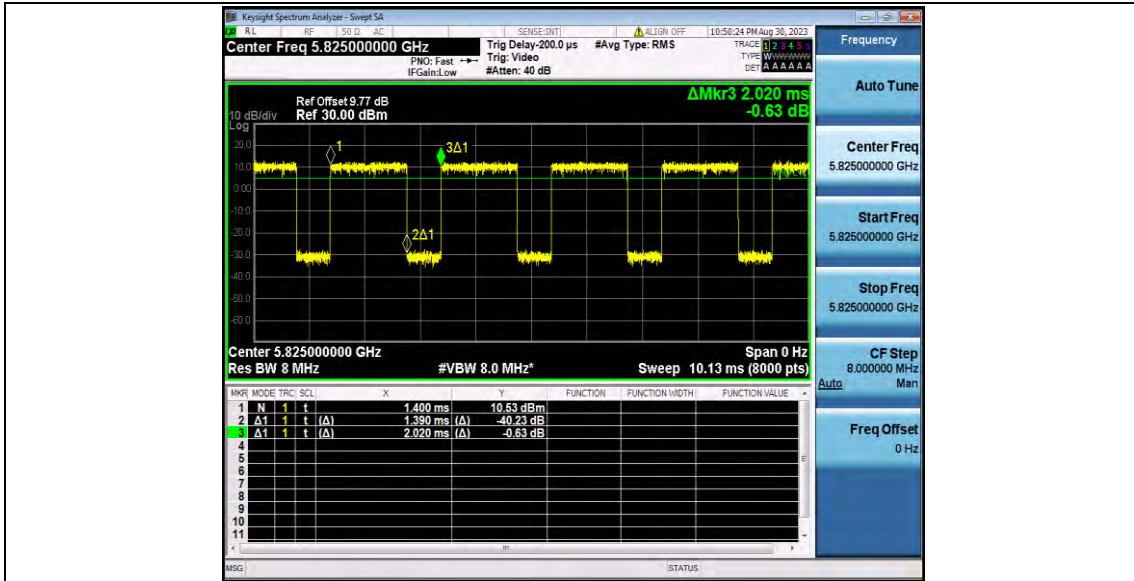 Keysight Spectrum Analyzer - Swept SA
RL RF 50 Ω AC SENSE:INT ALIGN OFF 10:50:24 PM Aug 30, 2023
Center Freq 5.825000000 GHz
PNO: Fast
IFGain:Low
Trig Delay-200.0 µs
Trig: Video
#Atten: 40 dB
#Avg Type: RMS
TRACE 1 2 3 4 5 6
TYPE W
DET A A A A A A
Frequency
Auto Tune
Center Freq
5.825000000 GHz
Start Freq
5.825000000 GHz
Stop Freq
5.825000000 GHz
CF Step
8.000000 MHz
Auto Man
Freq Offset
0 Hz
ΔMkr3 2.020 ms
-0.63 dB
10 dB/div
Log
Ref Offset 9.77 dB
Ref 30.00 dBm
20.0
10.0
0.00
-10.0
-20.0
-30.0
-40.0
-50.0
-60.0
1
3Δ1
2Δ1
Center 5.825000000 GHz Span 0 Hz
Res BW 8 MHz #VBW 8.0 MHz* Sweep 10.13 ms (8000 pts)
MKR MODE TRC SCL X Y FUNCTION FUNCTION WIDTH FUNCTION VALUE
1 N 1 t 1.400 ms 10.53 dBm
2 Δ1 1 t (Δ) 1.390 ms (Δ) -40.23 dB
3 Δ1 1 t (Δ) 2.020 ms (Δ) -0.63 dB
4
5
6
7
8
9
10
11
MSG STATUS